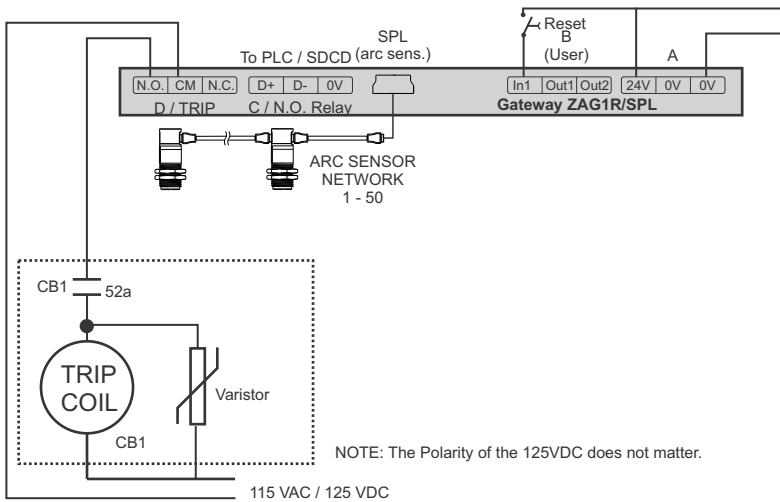 Reset
SPL
B
To PLC / SDCD (arc sens.)
(User)
A
N.O. CM N.C. D+ D- 0V In1 Out1 Out2 24V 0V 0V
D / TRIP C / N.O. Relay Gateway ZAG1R/SPL
ARC SENSOR
NETWORK
1 - 50
CB1
52a
TRIP
COIL
Varistor
CB1
NOTE: The Polarity of the 125VDC does not matter.
115 VAC / 125 VDC